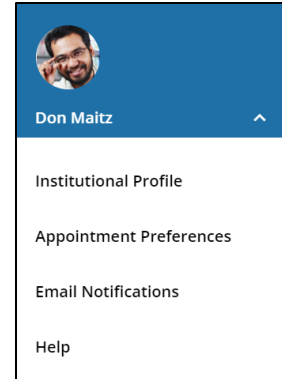 Don Maitz
Institutional Profile
Appointment Preferences
Email Notifications
Help